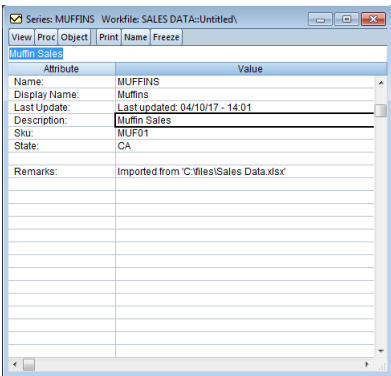 Series: MUFFINS Workfile: SALES DATA::Untitled\
View Proc Object Print Name Freeze
Muffin Sales
Attribute Value
Name: MUFFINS
Display Name: Muffins
Last Update: Last updated: 04/10/17 - 14:01
Description: Muffin Sales
Sku: MUF01
State: CA
Remarks: Imported from 'C:\files\Sales Data.xlsx'